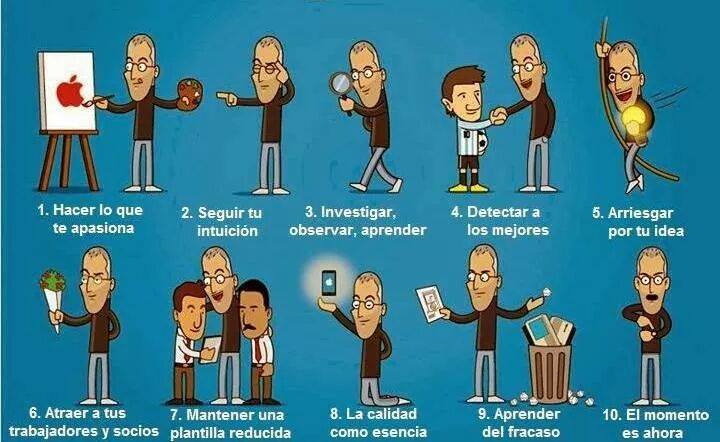 1. Hacer lo que
te apasiona
2. Seguir tu
intuición
3. Investigar,
observar, aprender
4. Detectar a
los mejores
5. Arriesgar
por tu idea
6. Atraer a tus
trabajadores y socios
7. Mantener una
plantilla reducida
8. La calidad
como esencia
9. Aprender
del fracaso
10. El momento
es ahora